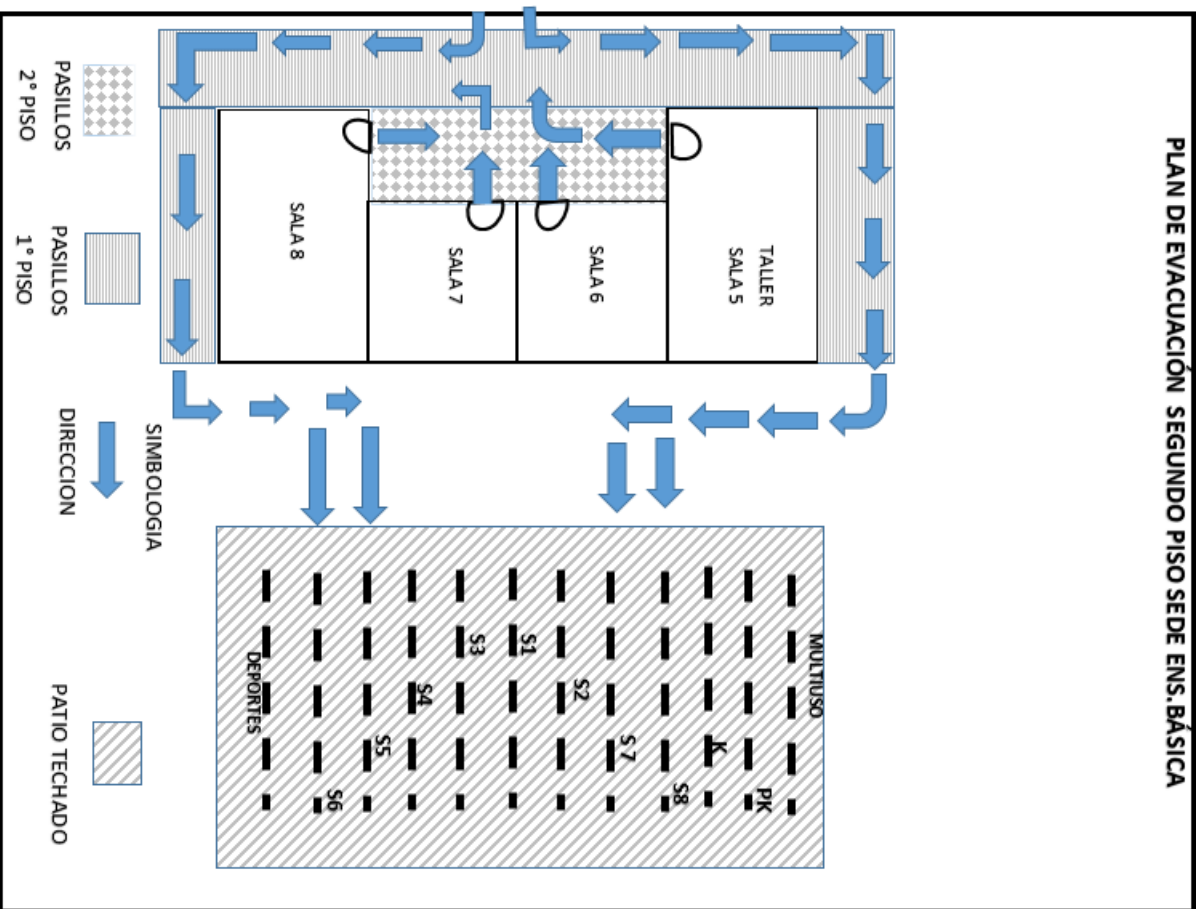 PLAN DE EVACUACIÓN SEGUNDO PISO SEDE ENS.BÁSICA
TALLER
SALA 5
SALA 6
SALA 7
SALA 8
MULTIUSO
PK
K
S8
S 7
S2
S1
S3
S4
S5
S6
DEPORTES
PASILLOS
2° PISO
PASILLOS
1° PISO
SIMBOLOGIA
DIRECCION
PATIO TECHADO